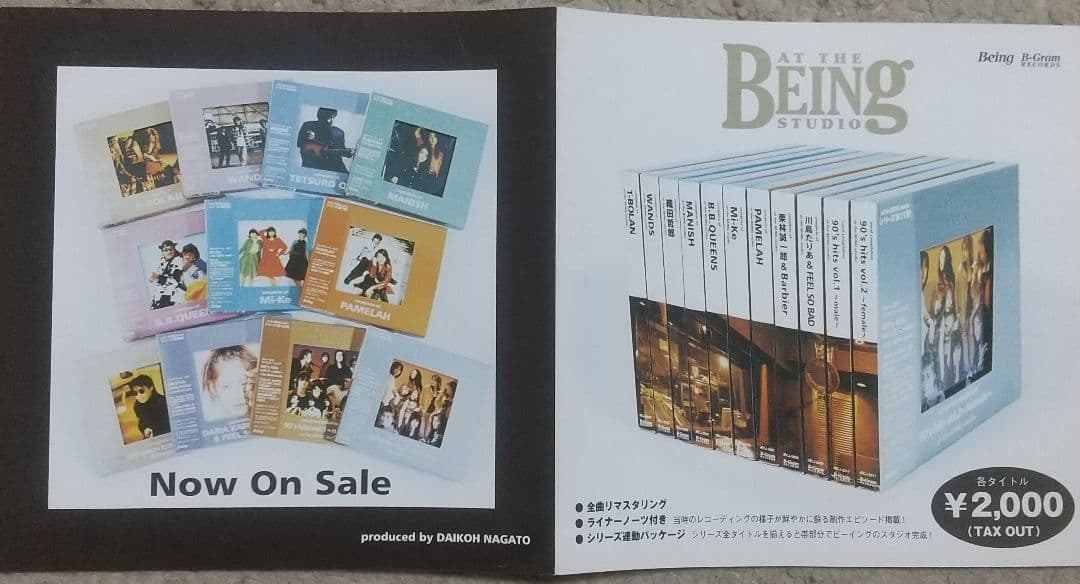 T-BOLAN
WAND
TETSURO O
MANISH
B.B.QUEE
Mi-Ke
PAMELAH
DARIA KAW
& FEEL S
90's hits vol.1
Now On Sale
produced by DAIKOH NAGATO
AT THE
BEING
STUDIO
Being B-Gram
RECORDS
T-BOLAN
WANDS
織田哲郎
MANISH
B.B.QUEENS
Mi-Ke
PAMELAH
栗林誠一郎&Barbier
川島だりあ&FEEL SO BAD
90's hits vol.1 ~male~
90's hits vol.2 ~female~
● 全曲リマスタリング
● ライナーノーツ付き 当時のレコーディングの様子が鮮やかに蘇る制作エピソード掲載!
● シリーズ連動パッケージ シリーズ全タイトルを揃えると帯部分でビーイングのスタジオ完成!
各タイトル
¥2,000
(TAX OUT)